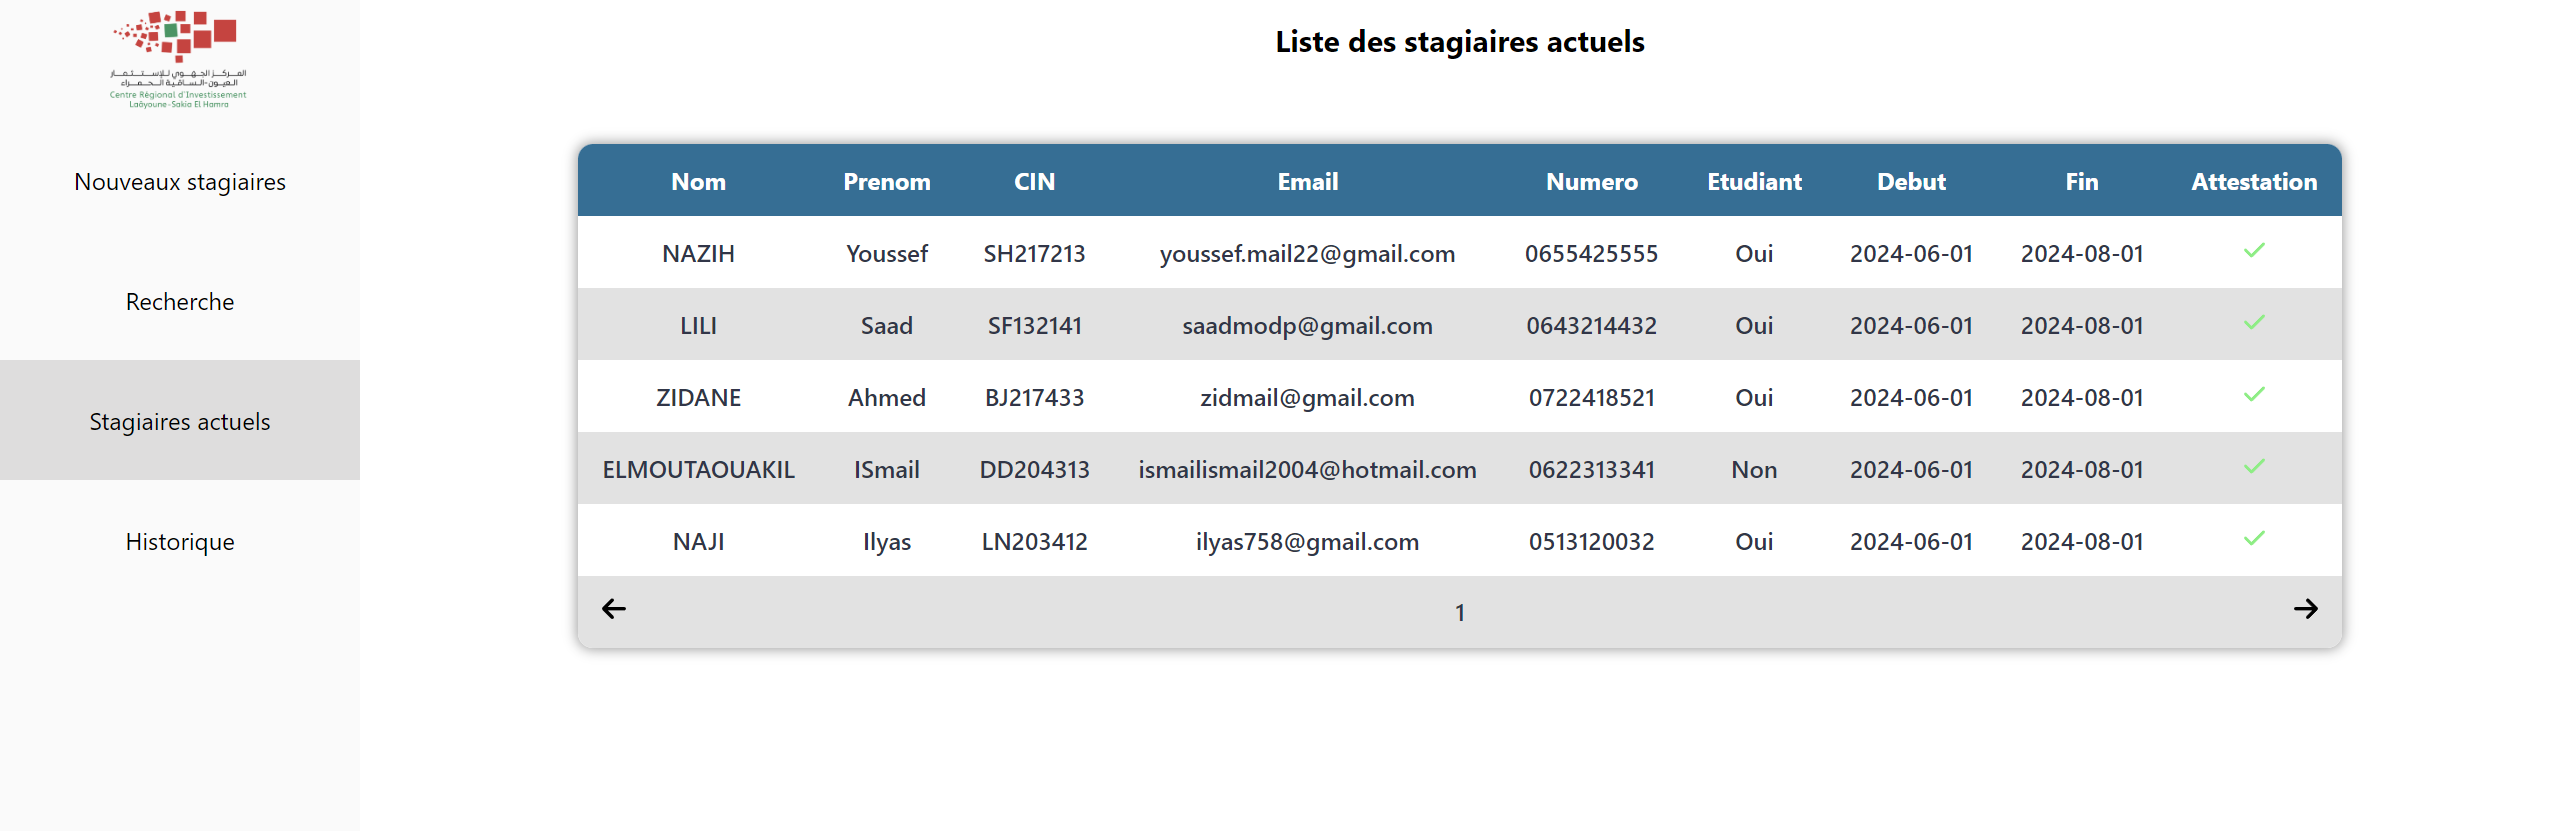 المركز الجهوي للإستثمار
العيون-الساقية الحمراء
Centre Régional d'Investissement
Laâyoune-Sakia El Hamra
Nouveaux stagiaires
Recherche
Stagiaires actuels
Historique
Liste des stagiaires actuels
Nom Prenom CIN Email Numero Etudiant Debut Fin Attestation
NAZIH Youssef SH217213 youssef.mail22@gmail.com 0655425555 Oui 2024-06-01 2024-08-01
LILI Saad SF132141 saadmodp@gmail.com 0643214432 Oui 2024-06-01 2024-08-01
ZIDANE Ahmed BJ217433 zidmail@gmail.com 0722418521 Oui 2024-06-01 2024-08-01
ELMOUTAOUAKIL ISmail DD204313 ismailismail2004@hotmail.com 0622313341 Non 2024-06-01 2024-08-01
NAJI Ilyas LN203412 ilyas758@gmail.com 0513120032 Oui 2024-06-01 2024-08-01
1